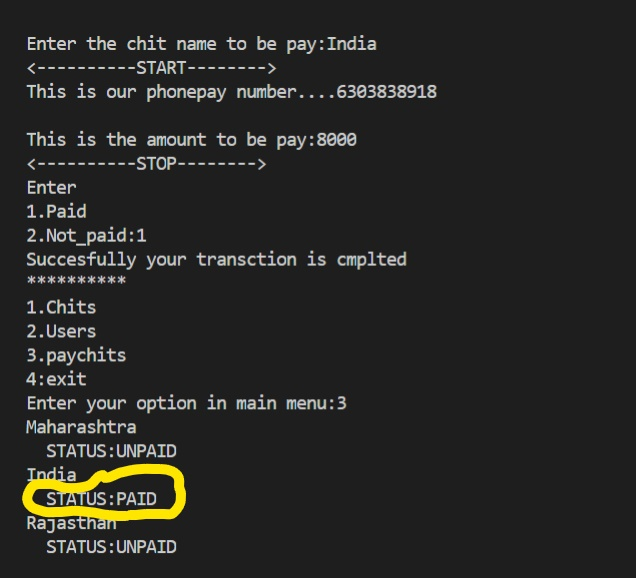 Enter the chit name to be pay:India
<----------START-------->
This is our phonepay number....6303838918
This is the amount to be pay:8000
<----------STOP-------->
Enter
1.Paid
2.Not_paid:1
Succesfully your transction is cmplted
**********
1.Chits
2.Users
3.paychits
4:exit
Enter your option in main menu:3
Maharashtra
STATUS:UNPAID
India
STATUS:PAID
Rajasthan
STATUS:UNPAID